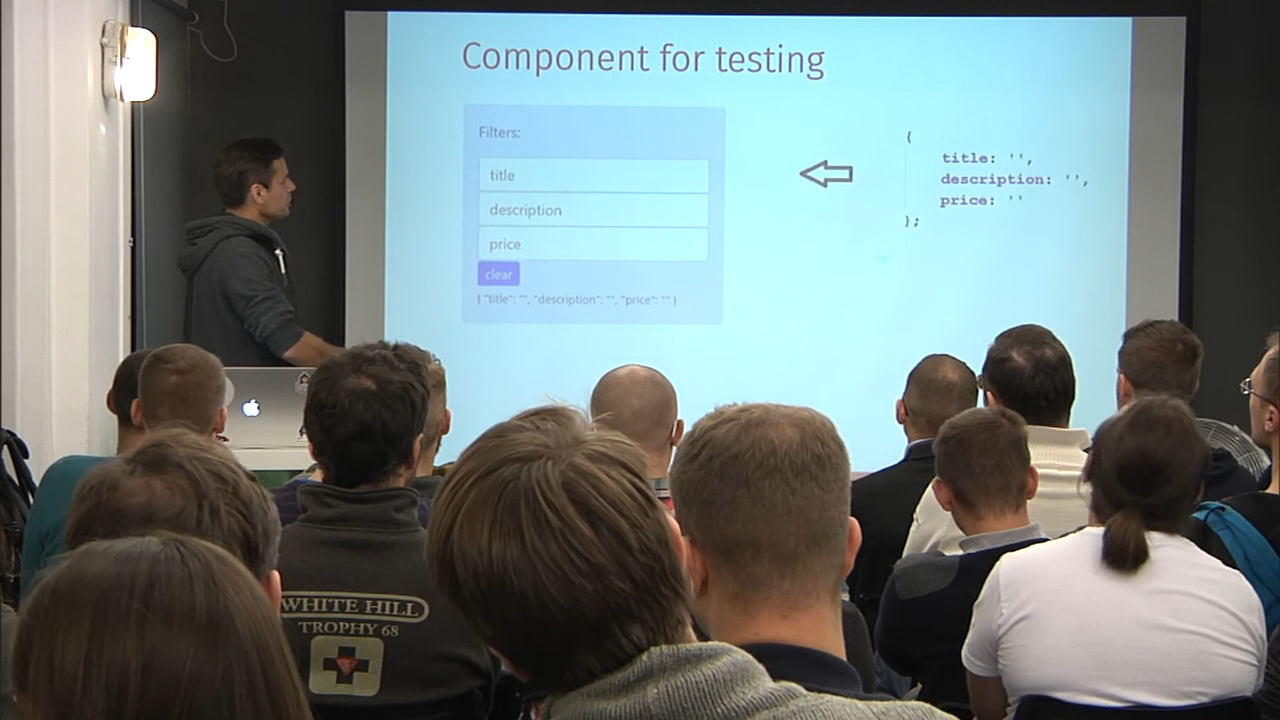 Component for testing
Filters:
title
description
price
clear
{ "title": "", "description": "", "price": "" }
{
title: '',
description: '',
price: ''
};
WHITE HILL
TROPHY 68